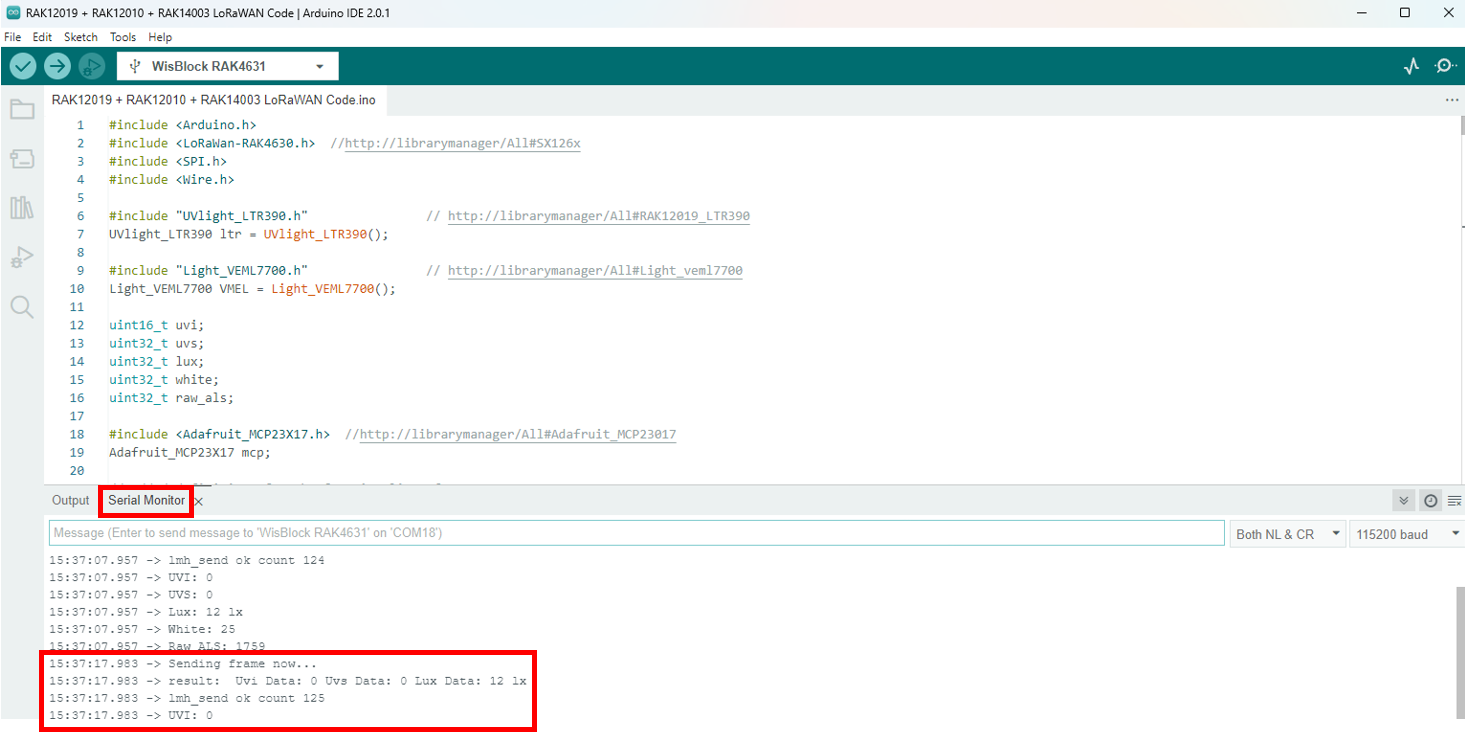 RAK12019 + RAK12010 + RAK14003 LoRaWAN Code | Arduino IDE 2.0.1
File Edit Sketch Tools Help
WisBlock RAK4631
RAK12019 + RAK12010 + RAK14003 LoRaWAN Code.ino
1 #include <Arduino.h>
2 #include <LoRaWan-RAK4630.h> //http://librarymanager/All#SX126x
3 #include <SPI.h>
4 #include <Wire.h>
5
6 #include "UVlight_LTR390.h" // http://librarymanager/All#RAK12019_LTR390
7 UVlight_LTR390 ltr = UVlight_LTR390();
8
9 #include "Light_VEML7700.h" // http://librarymanager/All#Light_veml7700
10 Light_VEML7700 VMEL = Light_VEML7700();
11
12 uint16_t uvi;
13 uint32_t uvs;
14 uint32_t lux;
15 uint32_t white;
16 uint32_t raw_als;
17
18 #include <Adafruit_MCP23X17.h> //http://librarymanager/All#Adafruit_MCP23017
19 Adafruit_MCP23X17 mcp;
20
Output Serial Monitor
Message (Enter to send message to 'WisBlock RAK4631' on 'COM18') Both NL & CR 115200 baud
15:37:07.957 -> lmh_send ok count 124
15:37:07.957 -> UVI: 0
15:37:07.957 -> UVS: 0
15:37:07.957 -> Lux: 12 lx
15:37:07.957 -> White: 25
15:37:07.957 -> Raw ALS: 1759
15:37:17.983 -> Sending frame now...
15:37:17.983 -> result: Uvi Data: 0 Uvs Data: 0 Lux Data: 12 lx
15:37:17.983 -> lmh_send ok count 125
15:37:17.983 -> UVI: 0